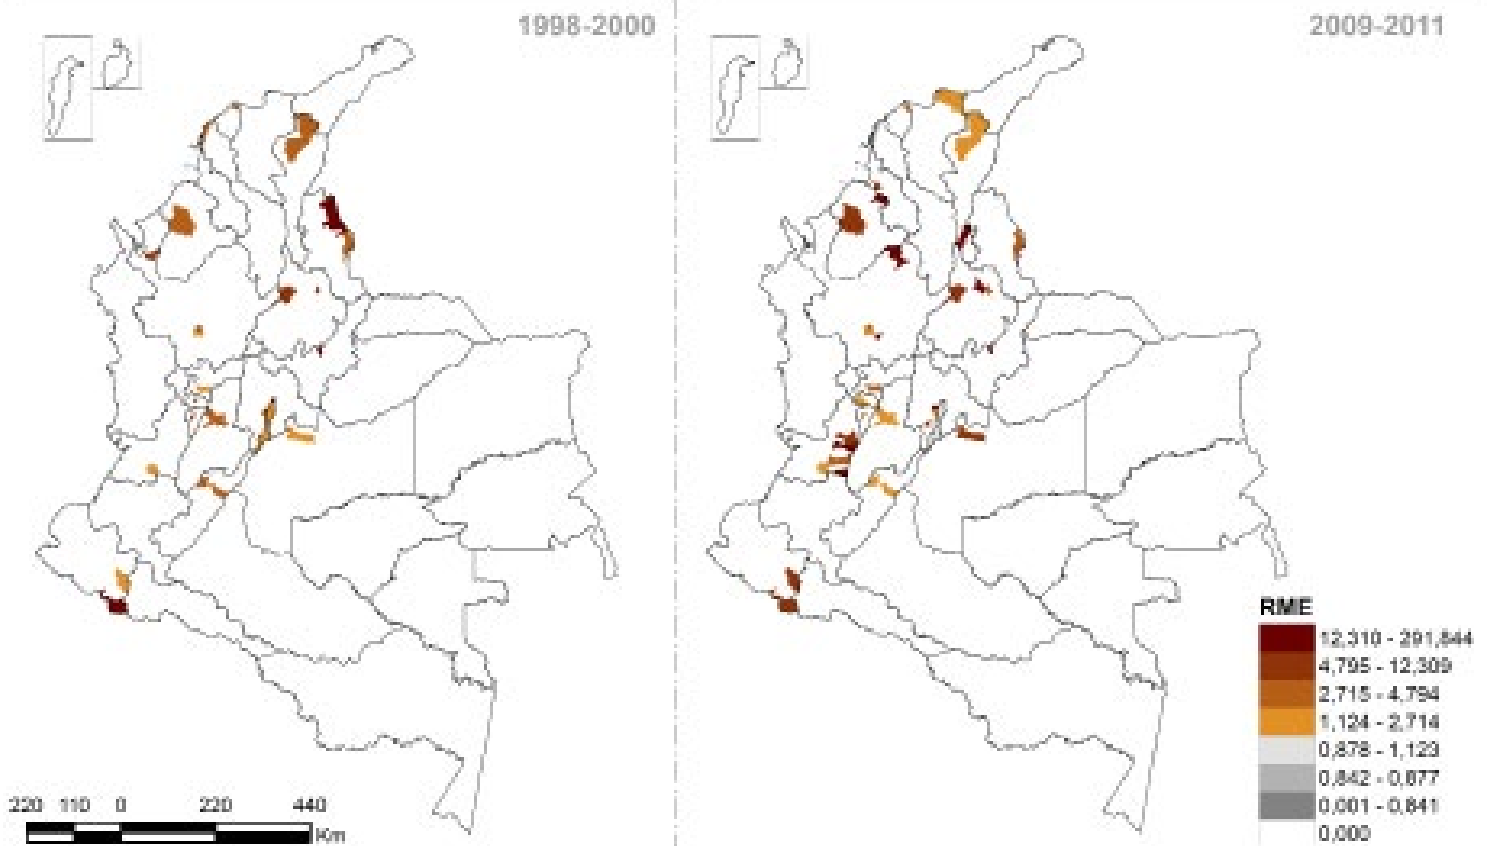 1998-2000
2009-2011
RME
12,310 - 291,844
4,795 - 12,309
2,715 - 4,794
1,124 - 2,714
0,878 - 1,123
0,842 - 0,877
0,001 - 0,841
0,000
220 110 0 220 440
Km